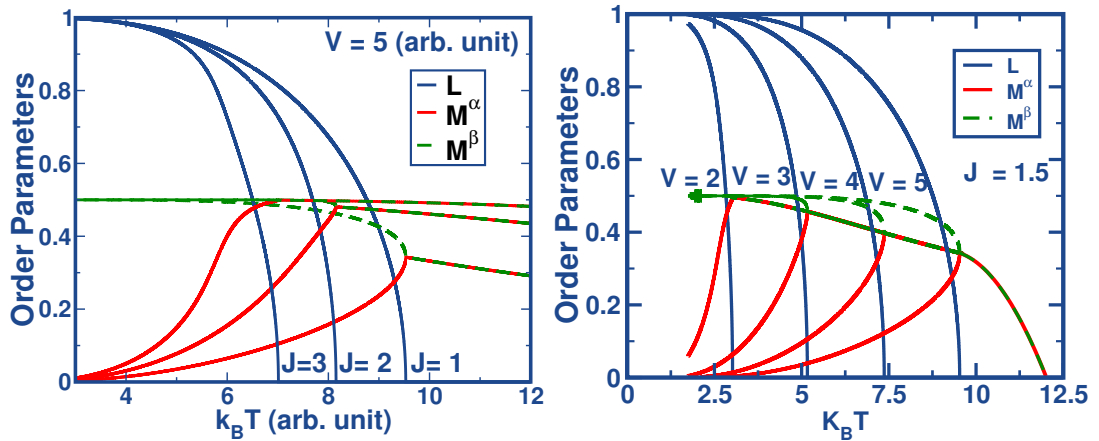 Order Parameters
1
0.8
0.6
0.4
0.2
0
V = 5 (arb. unit)
L
M^α
M^β
J=3
J= 2
J= 1
4
6
8
10
12
k_BT (arb. unit)
Order Parameters
1
0.8
0.6
0.4
0.2
0
L
M^α
M^β
J = 1.5
V = 2
V = 3
V = 4
V = 5
2.5
5
7.5
10
12.5
K_BT